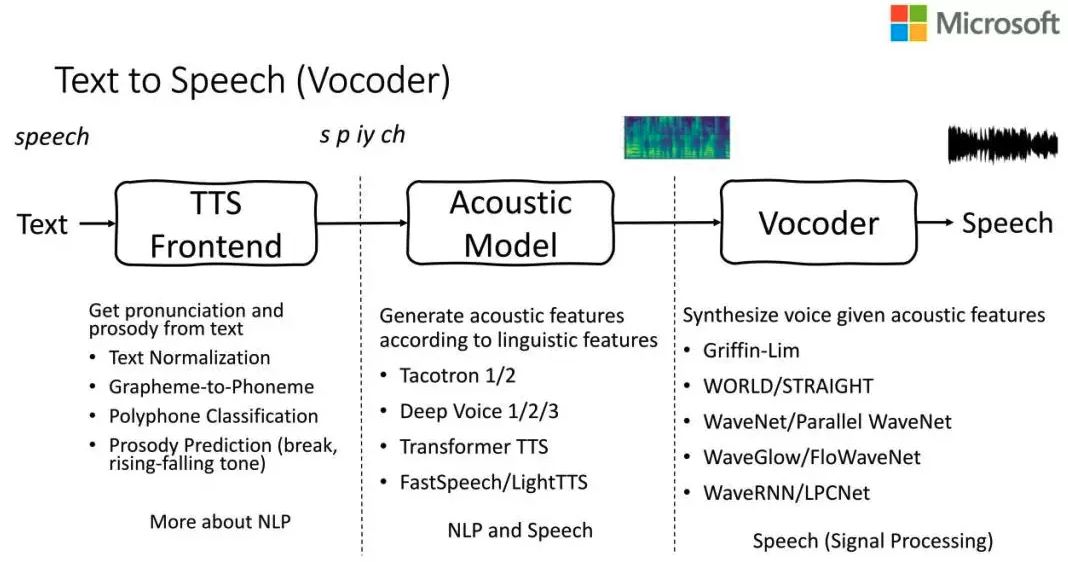 Microsoft
Text to Speech (Vocoder)
speech
s p iy ch
Text
TTS
Frontend
Acoustic
Model
Vocoder
Speech
Get pronunciation and
prosody from text
• Text Normalization
• Grapheme-to-Phoneme
• Polyphone Classification
• Prosody Prediction (break,
rising-falling tone)
More about NLP
Generate acoustic features
according to linguistic features
• Tacotron 1/2
• Deep Voice 1/2/3
• Transformer TTS
• FastSpeech/LightTTS
NLP and Speech
Synthesize voice given acoustic features
• Griffin-Lim
• WORLD/STRAIGHT
• WaveNet/Parallel WaveNet
• WaveGlow/FloWaveNet
• WaveRNN/LPCNet
Speech (Signal Processing)